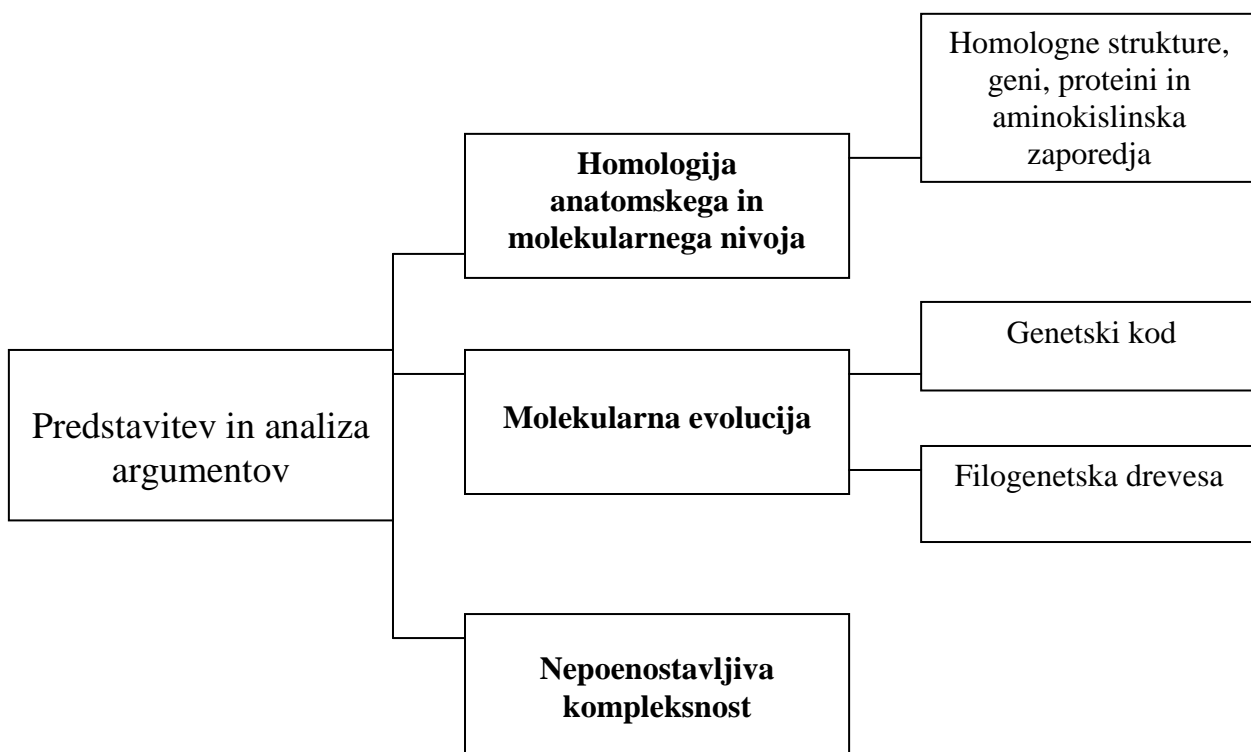 Homologne strukture,
geni, proteini in
aminokislinska
zaporedja
Homologija
anatomskega in
molekularnega nivoja
Genetski kod
Predstavitev in analiza
argumentov
Molekularna evolucija
Filogenetska drevesa
Nepoenostavljiva
kompleksnost